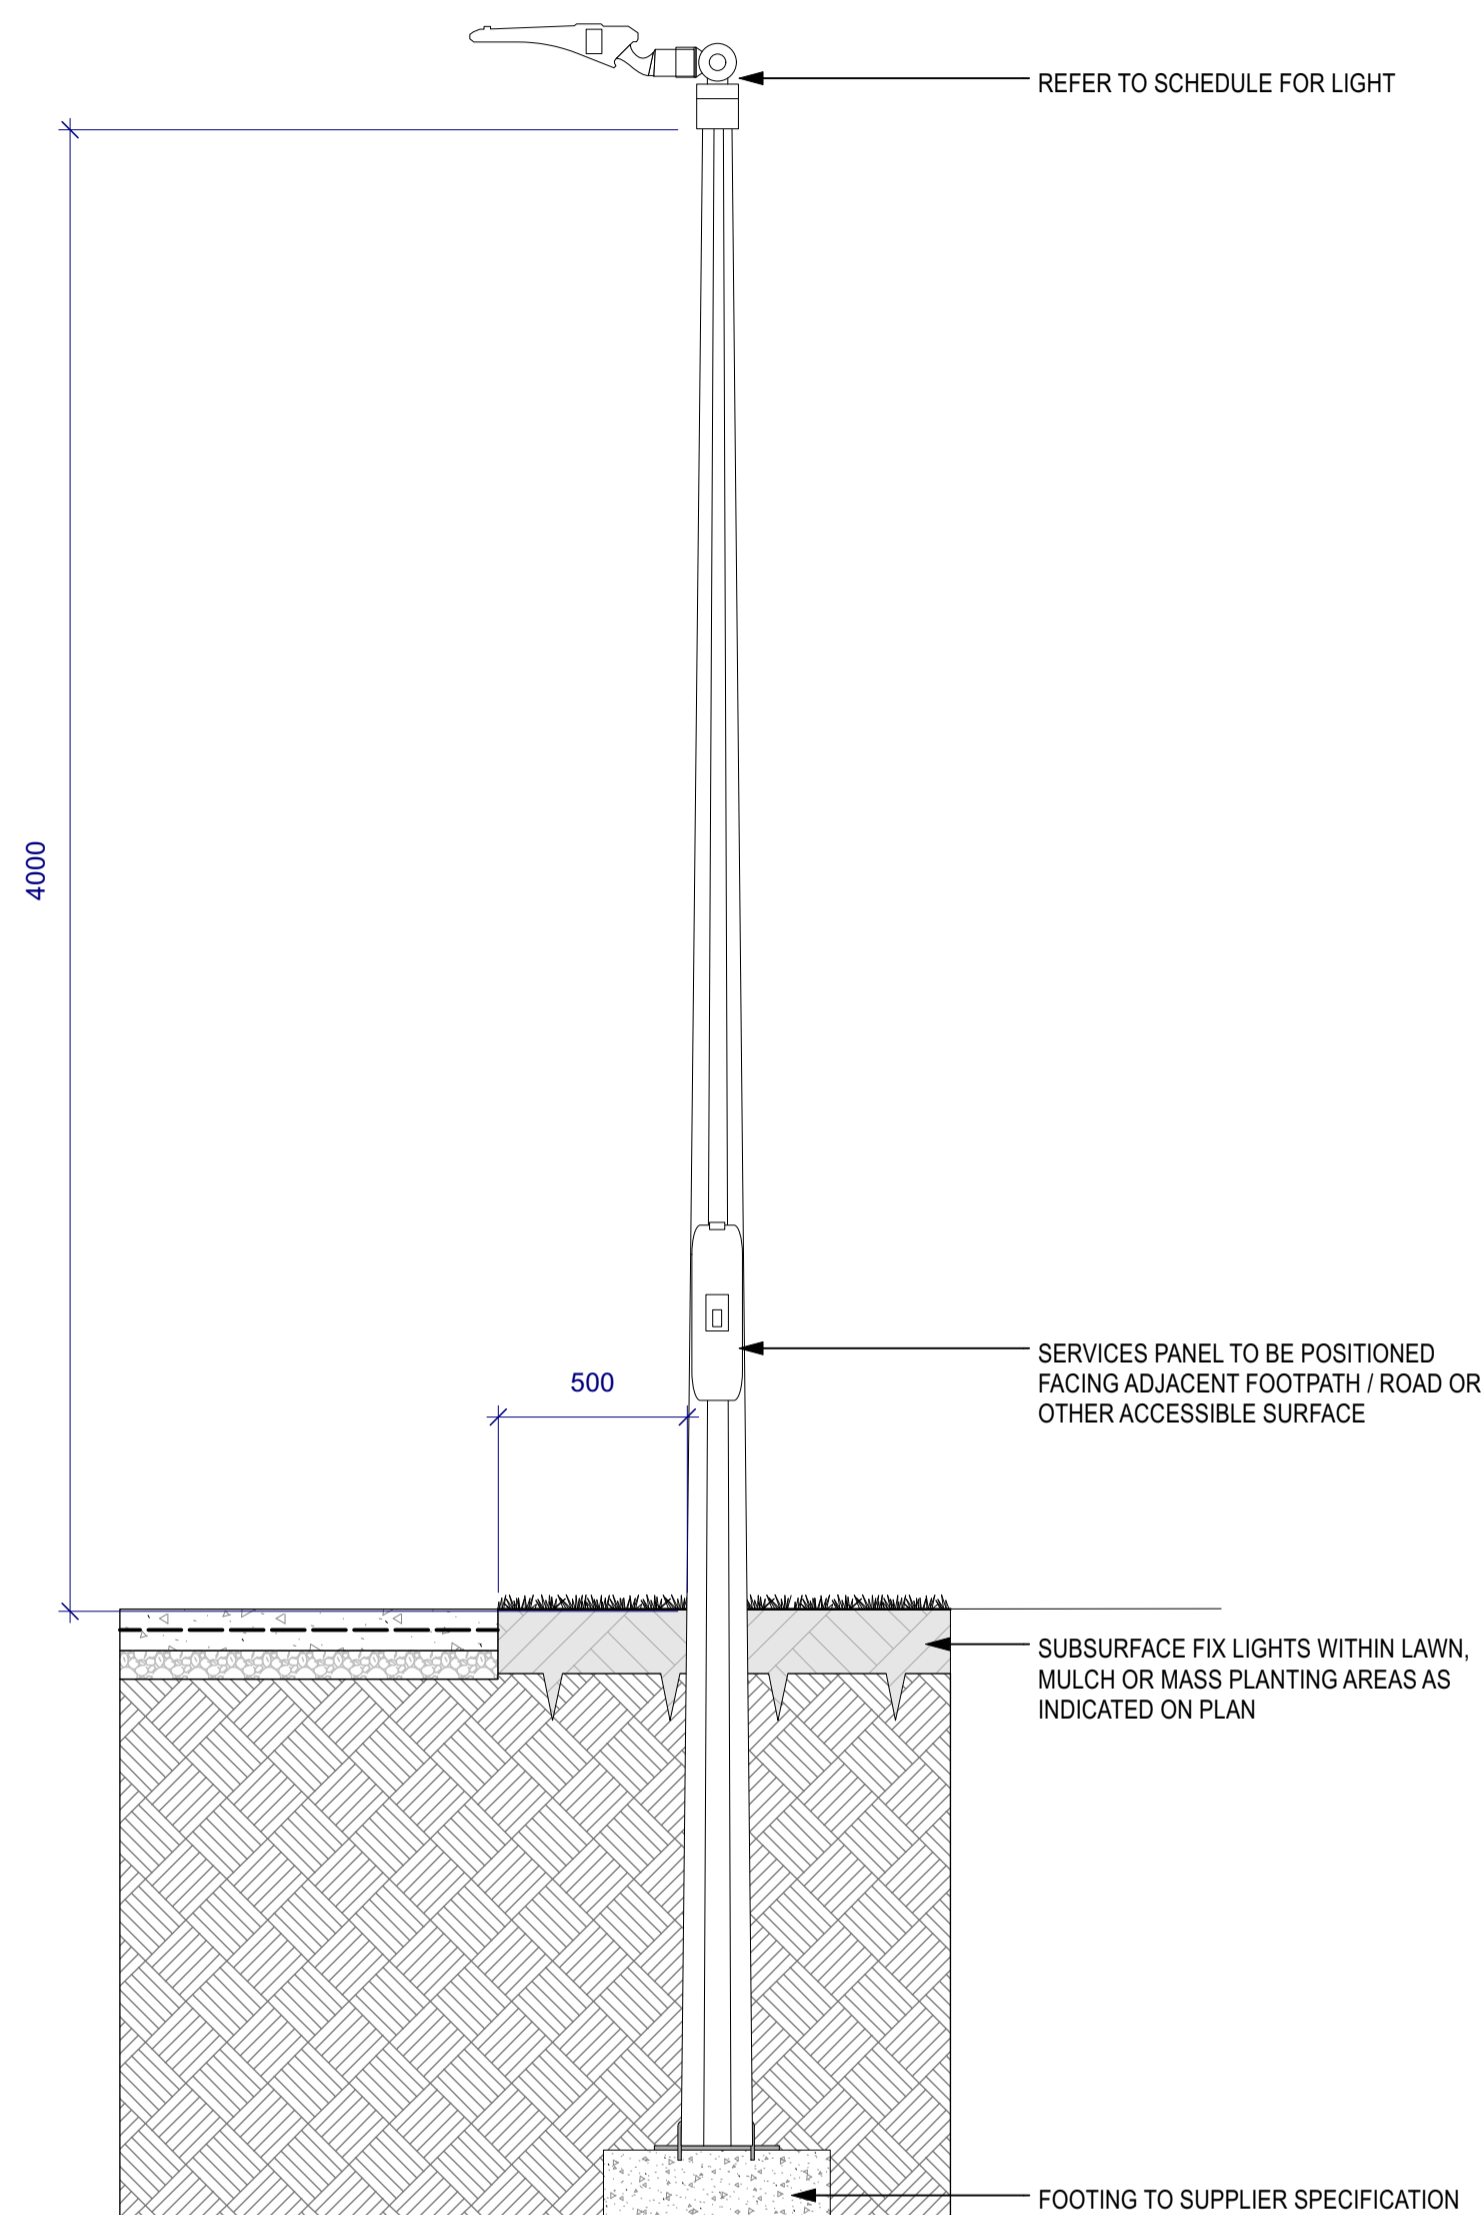 REFER TO SCHEDULE FOR LIGHT
4000
SERVICES PANEL TO BE POSITIONED
FACING ADJACENT FOOTPATH / ROAD OR
OTHER ACCESSIBLE SURFACE
500
SUBSURFACE FIX LIGHTS WITHIN LAWN,
MULCH OR MASS PLANTING AREAS AS
INDICATED ON PLAN
FOOTING TO SUPPLIER SPECIFICATION